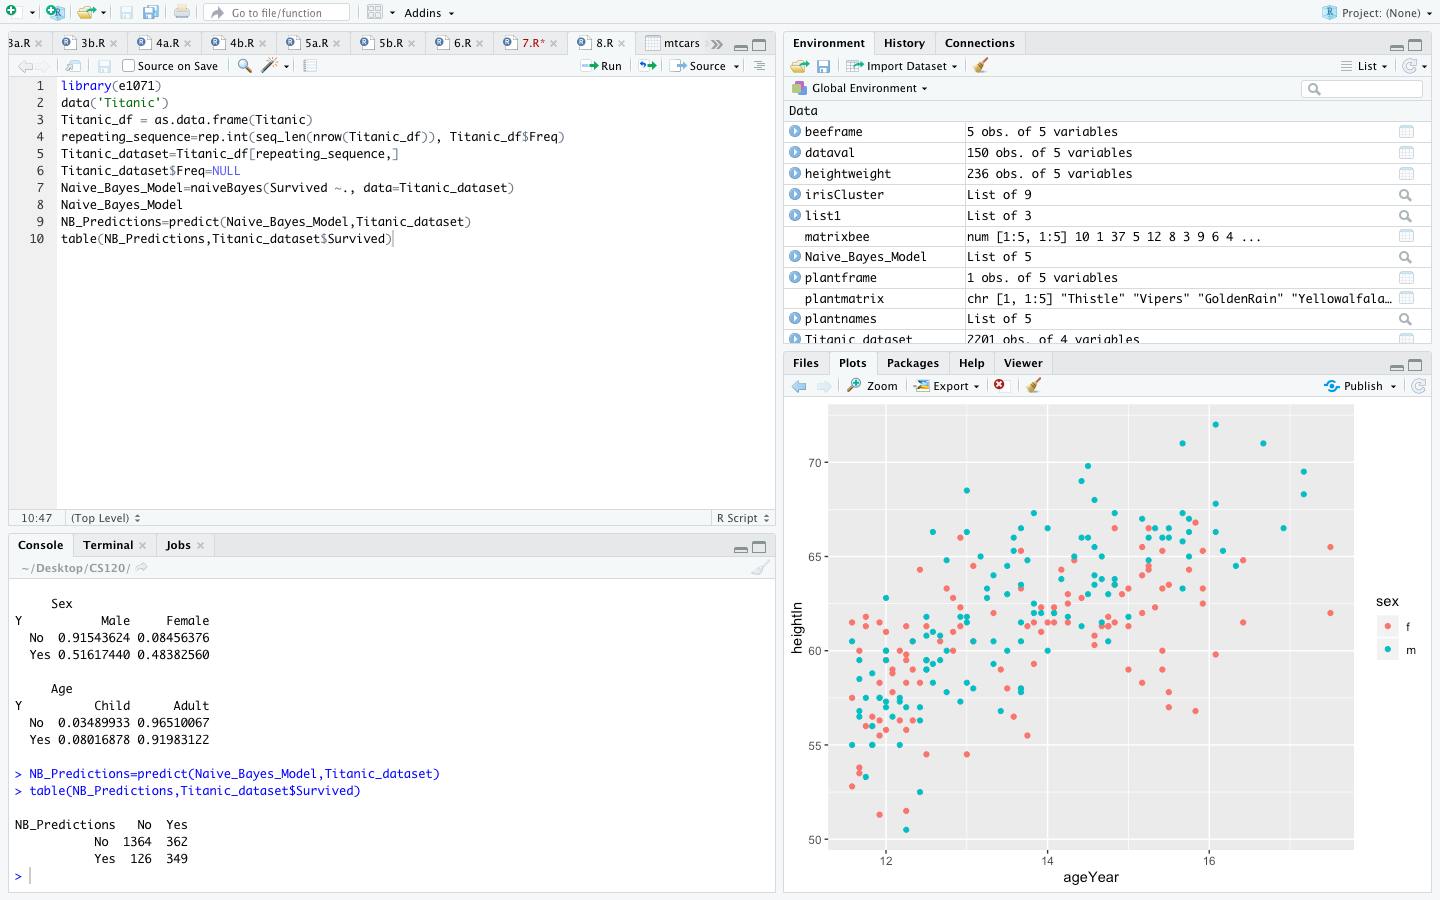 Go to file/function
Addins
Project: (None)
3a.R
3b.R
4a.R
4b.R
5a.R
5b.R
6.R
7.R*
8.R
mtcars
Source on Save
Run
Source
1 library(e1071)
2 data('Titanic')
3 Titanic_df = as.data.frame(Titanic)
4 repeating_sequence=rep.int(seq_len(nrow(Titanic_df)), Titanic_df$Freq)
5 Titanic_dataset=Titanic_df[repeating_sequence,]
6 Titanic_dataset$Freq=NULL
7 Naive_Bayes_Model=naiveBayes(Survived ~., data=Titanic_dataset)
8 Naive_Bayes_Model
9 NB_Predictions=predict(Naive_Bayes_Model,Titanic_dataset)
10 table(NB_Predictions,Titanic_dataset$Survived)
10:47 (Top Level) R Script
Console Terminal Jobs
~/Desktop/CS120/
Sex
Y Male Female
No 0.91543624 0.08456376
Yes 0.51617440 0.48382560
Age
Y Child Adult
No 0.03489933 0.96510067
Yes 0.08016878 0.91983122
> NB_Predictions=predict(Naive_Bayes_Model,Titanic_dataset)
> table(NB_Predictions,Titanic_dataset$Survived)
NB_Predictions No Yes
No 1364 362
Yes 126 349
>
Environment History Connections
Import Dataset
List
Global Environment
Data
beeframe 5 obs. of 5 variables
dataval 150 obs. of 5 variables
heightweight 236 obs. of 5 variables
irisCluster List of 9
list1 List of 3
matrixbee num [1:5, 1:5] 10 1 37 5 12 8 3 9 6 4 ...
Naive_Bayes_Model List of 5
plantframe 1 obs. of 5 variables
plantmatrix chr [1, 1:5] "Thistle" "Vipers" "GoldenRain" "Yellowalfala…
plantnames List of 5
Titanic_dataset 2201 obs. of 4 variables
Files Plots Packages Help Viewer
Zoom Export Publish
70
65
60
55
50
heightIn
12 14 16
ageYear
sex
f
m